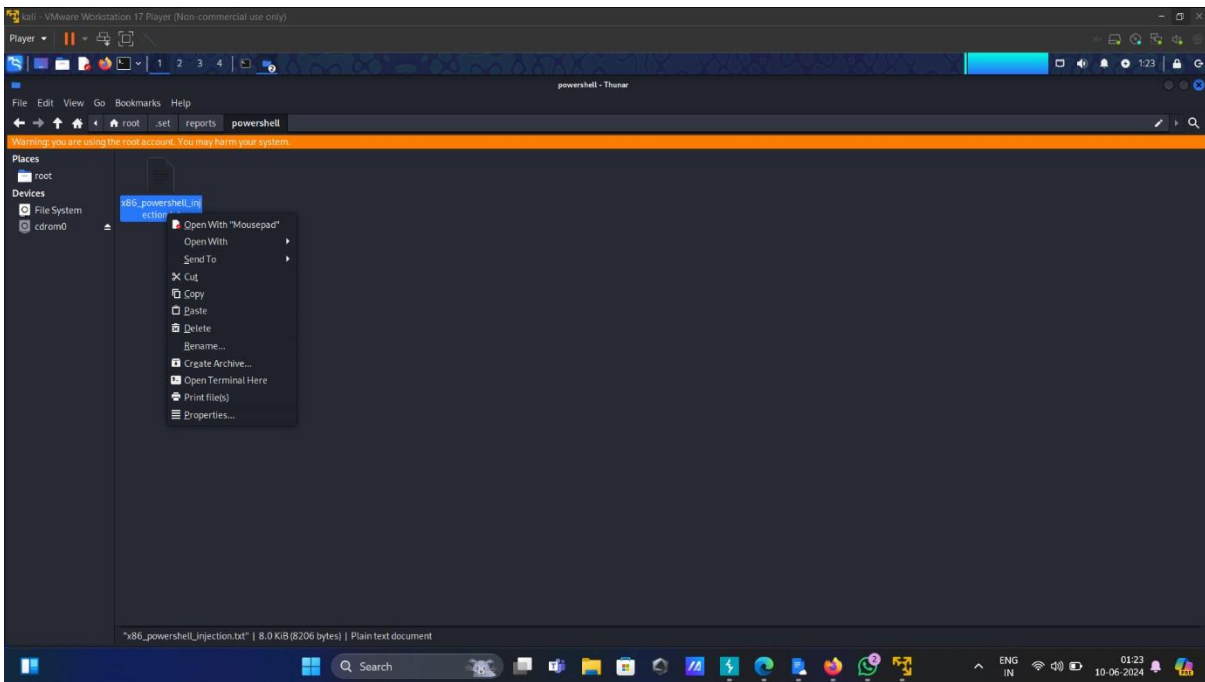 kali - VMware Workstation 17 Player (Non-commercial use only)
Player
1 2 3 4
1:23
powershell - Thunar
File Edit View Go Bookmarks Help
root .set reports powershell
Warning: you are using the root account. You may harm your system.
Places
root
Devices
File System
cdrom0
x86_powershell_inj
ection
Open With "Mousepad"
Open With
Send To
Cut
Copy
Paste
Delete
Rename...
Create Archive...
Open Terminal Here
Print file(s)
Properties...
"x86_powershell_injection.txt" | 8.0 KiB (8206 bytes) | Plain text document
Search
ENG
IN
01:23
10-06-2024